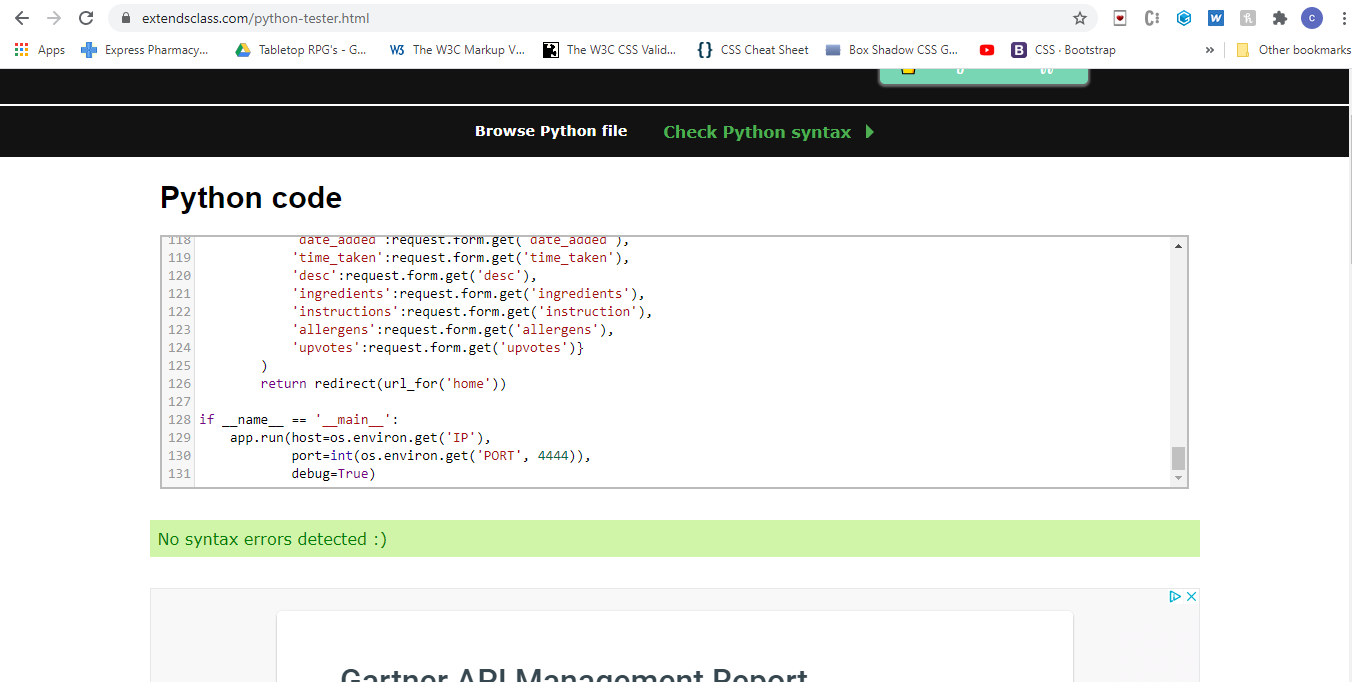 extendsclass.com/python-tester.html
W
C
Apps
Express Pharmacy...
Tabletop RPG's - G...
W3 The W3C Markup V...
The W3C CSS Valid...
{} CSS Cheat Sheet
Box Shadow CSS G...
B CSS · Bootstrap
»
Other bookmarks
Browse Python file
Check Python syntax
Python code
118 'date_added':request.form.get('date_added'),
119 'time_taken':request.form.get('time_taken'),
120 'desc':request.form.get('desc'),
121 'ingredients':request.form.get('ingredients'),
122 'instructions':request.form.get('instruction'),
123 'allergens':request.form.get('allergens'),
124 'upvotes':request.form.get('upvotes')}
125 )
126 return redirect(url_for('home'))
127
128 if __name__ == '__main__':
129 app.run(host=os.environ.get('IP'),
130 port=int(os.environ.get('PORT', 4444)),
131 debug=True)
No syntax errors detected :)
Gartner API Management Report